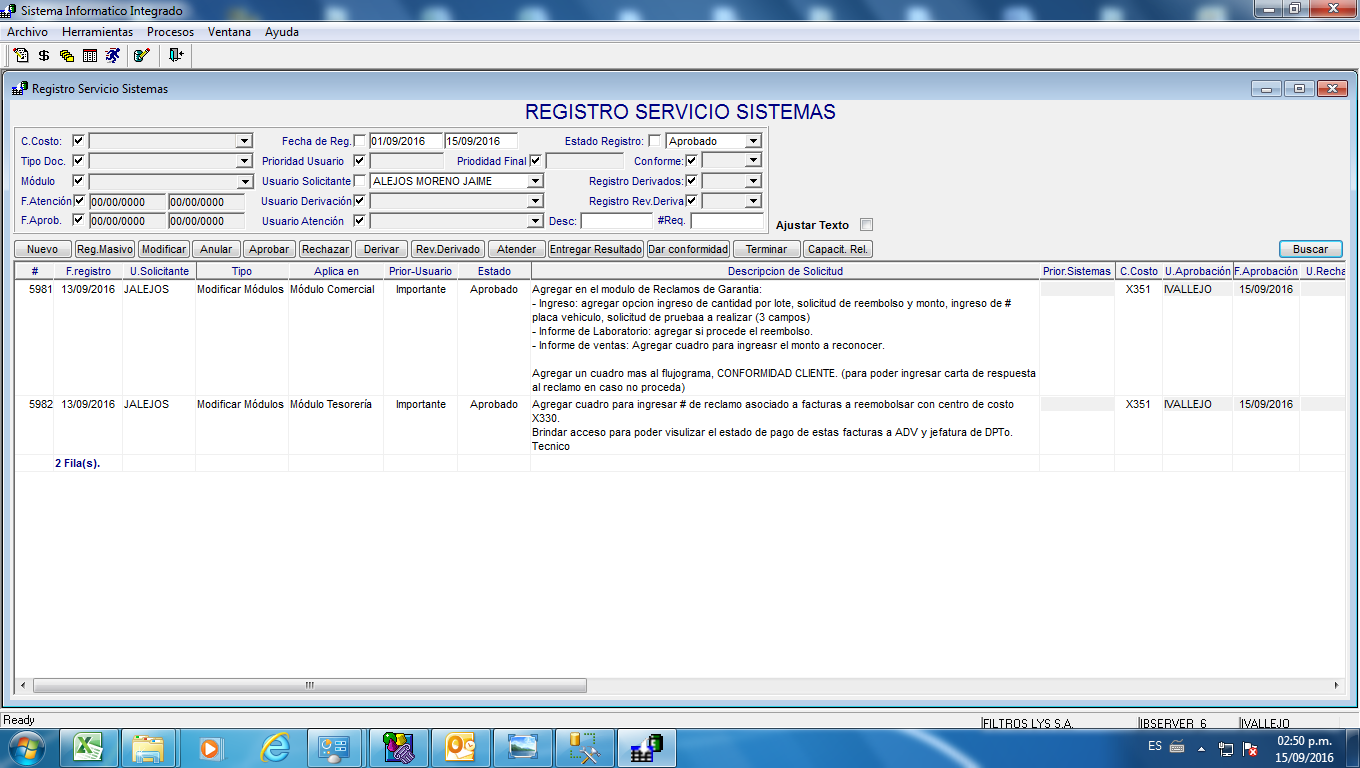 Sistema Informatico Integrado
Archivo Herramientas Procesos Ventana Ayuda
Registro Servicio Sistemas
REGISTRO SERVICIO SISTEMAS
C.Costo: Fecha de Reg. 01/09/2016 15/09/2016 Estado Registro: Aprobado
Tipo Doc. Prioridad Usuario Priodidad Final Conforme:
Módulo Usuario Solicitante ALEJOS MORENO JAIME Registro Derivados:
F.Atención 00/00/0000 00/00/0000 Usuario Derivación Registro Rev.Deriva
F.Aprob. 00/00/0000 00/00/0000 Usuario Atención Desc: #Req. Ajustar Texto
Nuevo Reg.Masivo Modificar Anular Aprobar Rechazar Derivar Rev.Derivado Atender Entregar Resultado Dar conformidad Terminar Capacit. Rel. Buscar
# F.registro U.Solicitante Tipo Aplica en Prior-Usuario Estado Descripcion de Solicitud Prior.Sistemas C.Costo U.Aprobación F.Aprobación U.Recha
5981 13/09/2016 JALEJOS Modificar Módulos Módulo Comercial Importante Aprobado Agregar en el modulo de Reclamos de Garantia: X351 IVALLEJO 15/09/2016
- Ingreso: agregar opcion ingreso de cantidad por lote, solicitud de reembolso y monto, ingreso de #
placa vehiculo, solicitud de pruebaa a realizar (3 campos)
- Informe de Laboratorio: agregar si procede el reembolso.
- Informe de ventas: Agregar cuadro para ingreasr el monto a reconocer.
Agregar un cuadro mas al flujograma, CONFORMIDAD CLIENTE. (para poder ingresar carta de respuesta
al reclamo en caso no proceda)
5982 13/09/2016 JALEJOS Modificar Módulos Módulo Tesorería Importante Aprobado Agregar cuadro para ingresar # de reclamo asociado a facturas a reemobolsar con centro de costo X351 IVALLEJO 15/09/2016
X330.
Brindar acceso para poder visulizar el estado de pago de estas facturas a ADV y jefatura de DPTo.
Tecnico
2 Fila(s).
Ready FILTROS LYS S.A. IBSERVER_6 IVALLEJO
ES 02:50 p.m.
15/09/2016